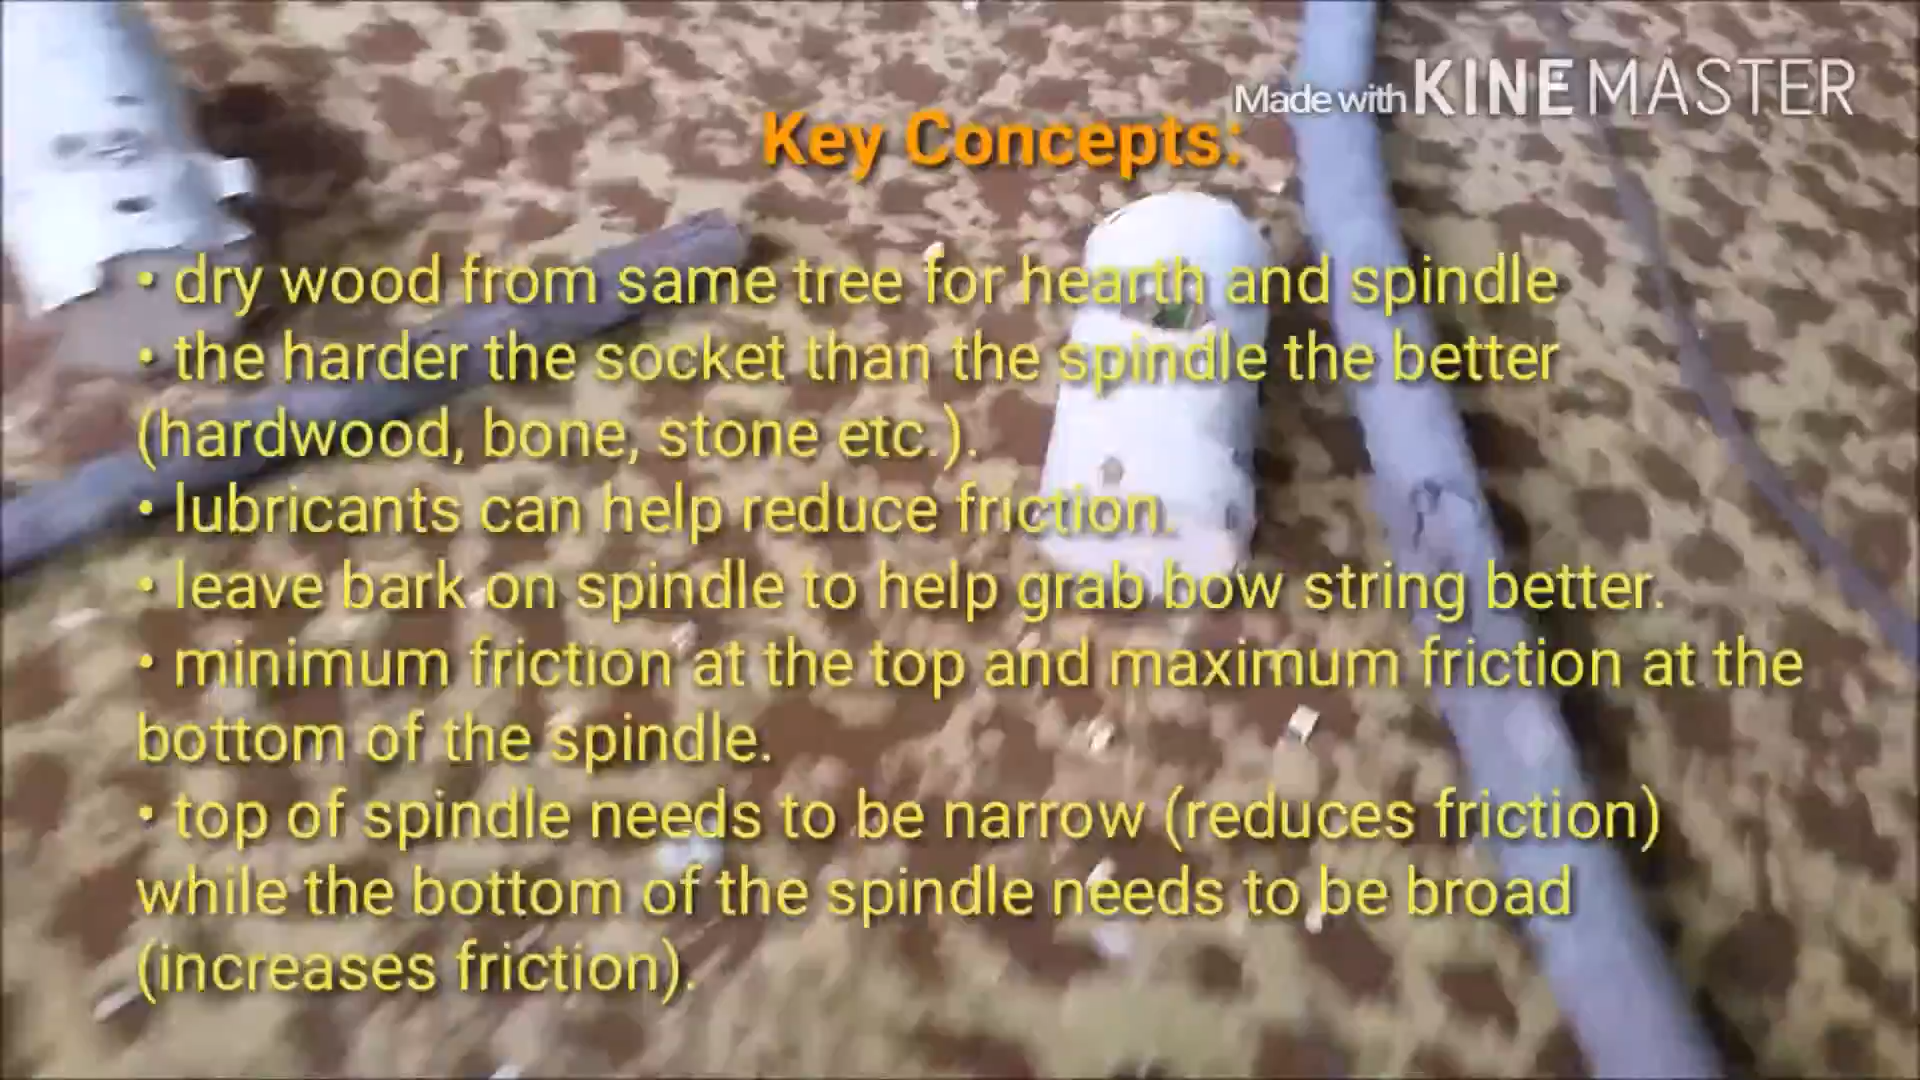 Made with KINEMASTER
Key Concepts:
• dry wood from same tree for hearth and spindle
• the harder the socket than the spindle the better
(hardwood, bone, stone etc.).
• lubricants can help reduce friction.
• leave bark on spindle to help grab bow string better.
• minimum friction at the top and maximum friction at the
bottom of the spindle.
• top of spindle needs to be narrow (reduces friction)
while the bottom of the spindle needs to be broad
(increases friction).